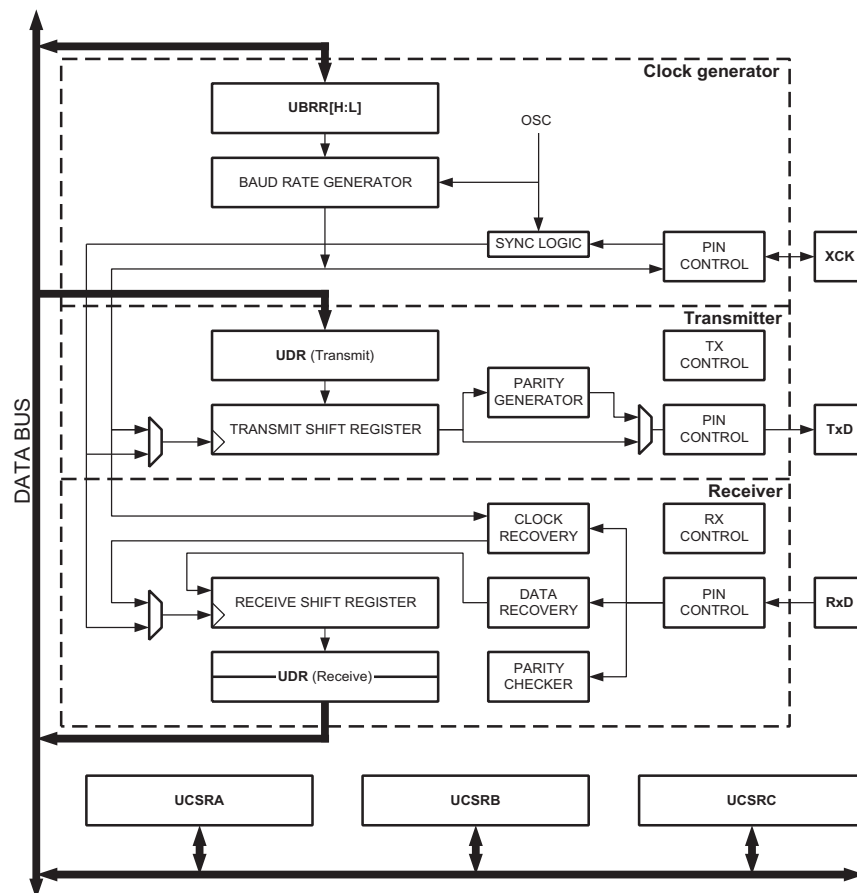 Clock generator
UBRR[H:L]
OSC
BAUD RATE GENERATOR
SYNC LOGIC
PIN
CONTROL
XCK
Transmitter
UDR (Transmit)
TX
CONTROL
PARITY
GENERATOR
TRANSMIT SHIFT REGISTER
PIN
CONTROL
TxD
DATA BUS
Receiver
CLOCK
RECOVERY
RX
CONTROL
RECEIVE SHIFT REGISTER
DATA
RECOVERY
PIN
CONTROL
RxD
UDR (Receive)
PARITY
CHECKER
UCSRA
UCSRB
UCSRC